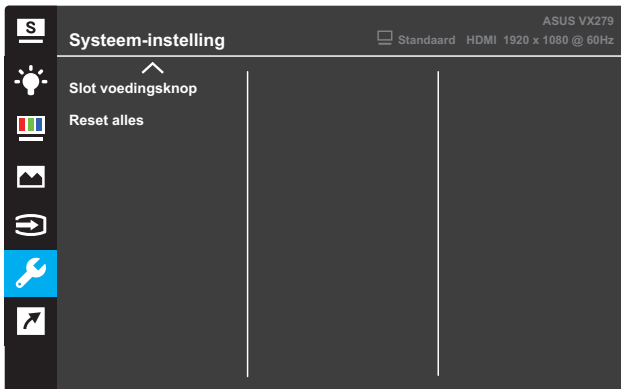 S
ASUS VX279
Systeem-instelling
Standaard HDMI 1920 x 1080 @ 60Hz
Slot voedingsknop
Reset alles